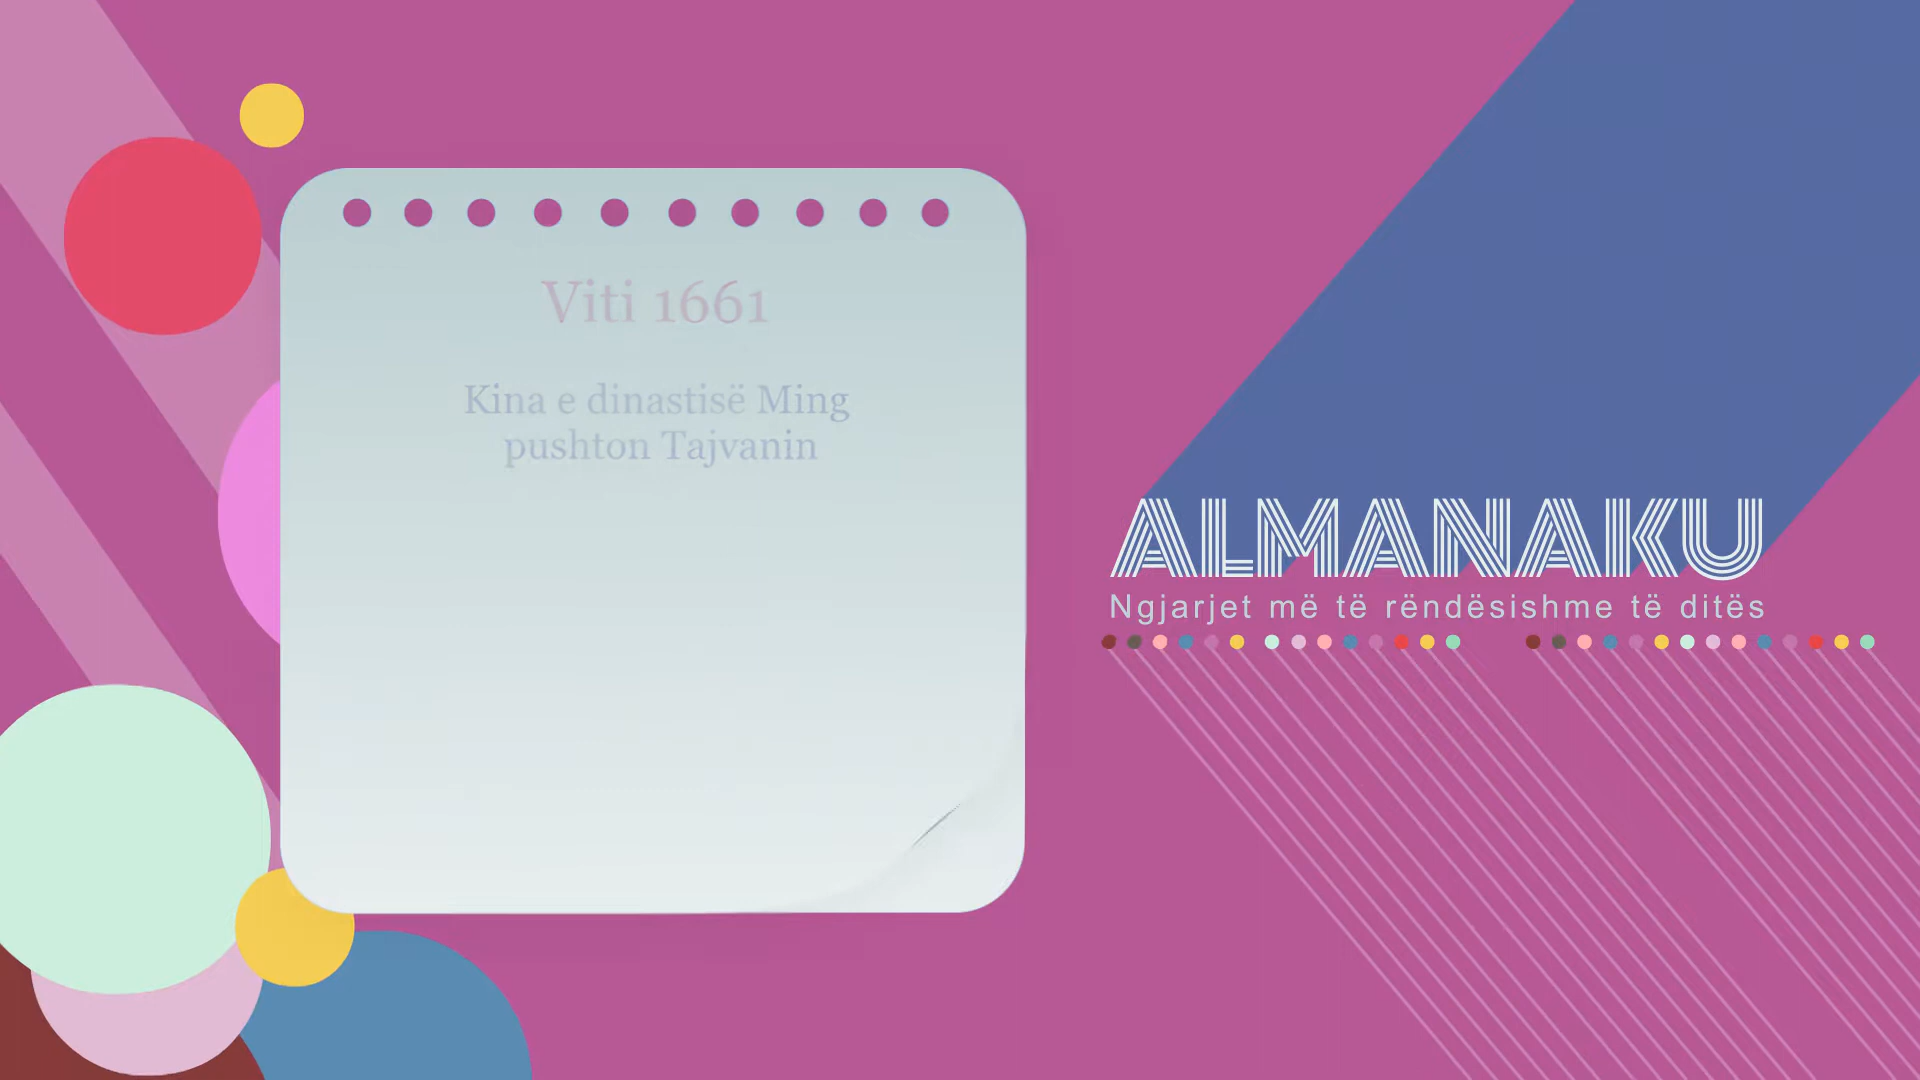 Viti 1661
Kina e dinastisë Ming
pushton Tajvanin
ALMANAKU
Ngjarjet më të rëndësishme të ditës